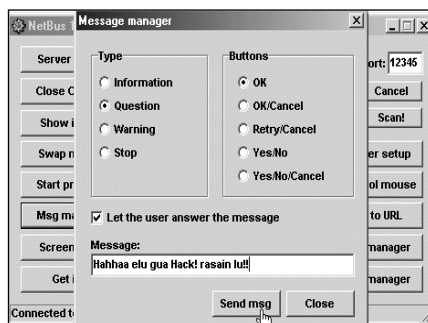 NetBus 1
Message manager
Server
Close C
Show i
Swap m
Start pr
Msg ma
Screen
Get i
Connected t
Type
Information
Question
Warning
Stop
Buttons
OK
OK/Cancel
Retry/Cancel
Yes/No
Yes/No/Cancel
Let the user answer the message
Message:
Hahhaa elu gua Hack! rasain lu!!
Send msg
Close
ort: 12345
Cancel
Scan!
er setup
ol mouse
to URL
manager
manager